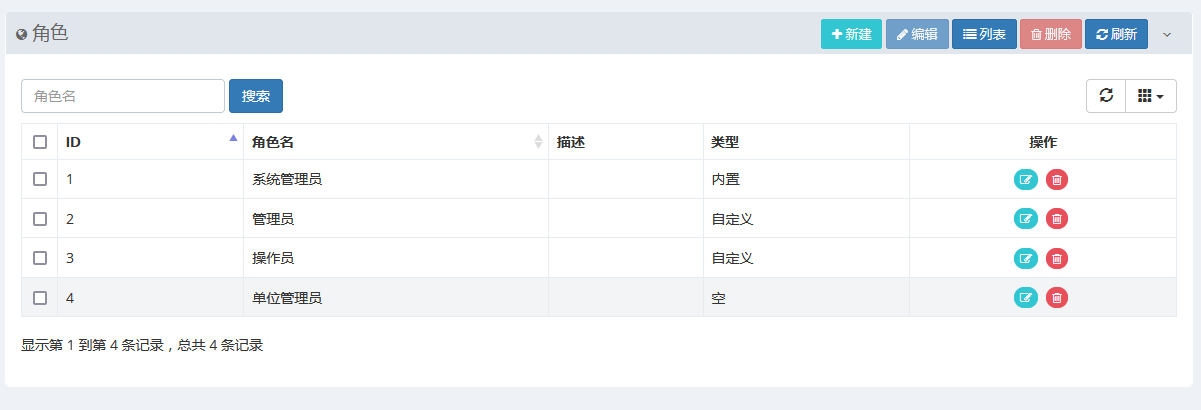 角色
新建 编辑 列表 删除 刷新
角色名 搜索
ID 角色名 描述 类型 操作
1 系统管理员 内置
2 管理员 自定义
3 操作员 自定义
4 单位管理员 空
显示第 1 到第 4 条记录，总共 4 条记录